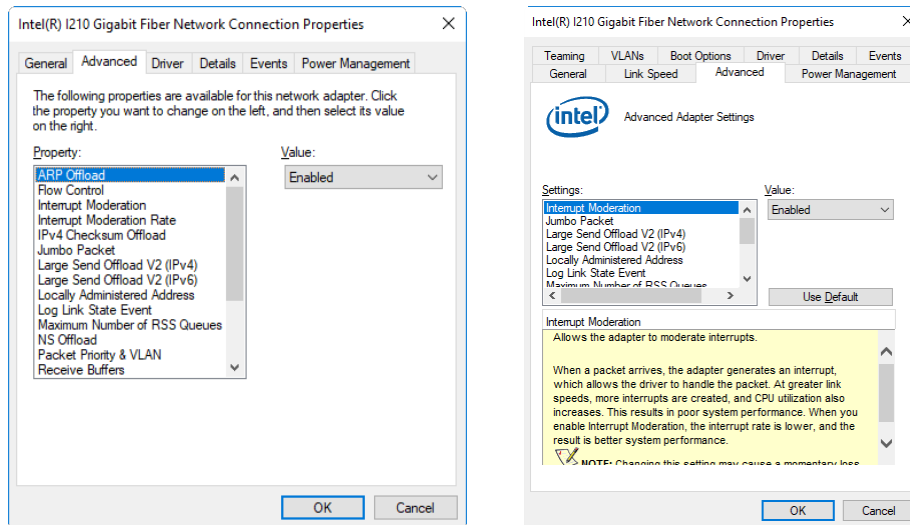 Intel(R) I210 Gigabit Fiber Network Connection Properties
General Advanced Driver Details Events Power Management
The following properties are available for this network adapter. Click
the property you want to change on the left, and then select its value
on the right.
Property:
Value:
ARP Offload
Flow Control
Interrupt Moderation
Interrupt Moderation Rate
IPv4 Checksum Offload
Jumbo Packet
Large Send Offload V2 (IPv4)
Large Send Offload V2 (IPv6)
Locally Administered Address
Log Link State Event
Maximum Number of RSS Queues
NS Offload
Packet Priority & VLAN
Receive Buffers
Enabled
OK Cancel
Intel(R) I210 Gigabit Fiber Network Connection Properties
Teaming VLANs Boot Options Driver Details Events
General Link Speed Advanced Power Management
intel
Advanced Adapter Settings
Settings:
Value:
Interrupt Moderation
Jumbo Packet
Large Send Offload V2 (IPv4)
Large Send Offload V2 (IPv6)
Locally Administered Address
Log Link State Event
Maximum Number of RSS Queues
Enabled
Use Default
Interrupt Moderation
Allows the adapter to moderate interrupts.
When a packet arrives, the adapter generates an interrupt,
which allows the driver to handle the packet. At greater link
speeds, more interrupts are created, and CPU utilization also
increases. This results in poor system performance. When you
enable Interrupt Moderation, the interrupt rate is lower, and the
result is better system performance.
NOTE: Changing this setting may cause a momentary loss
OK Cancel